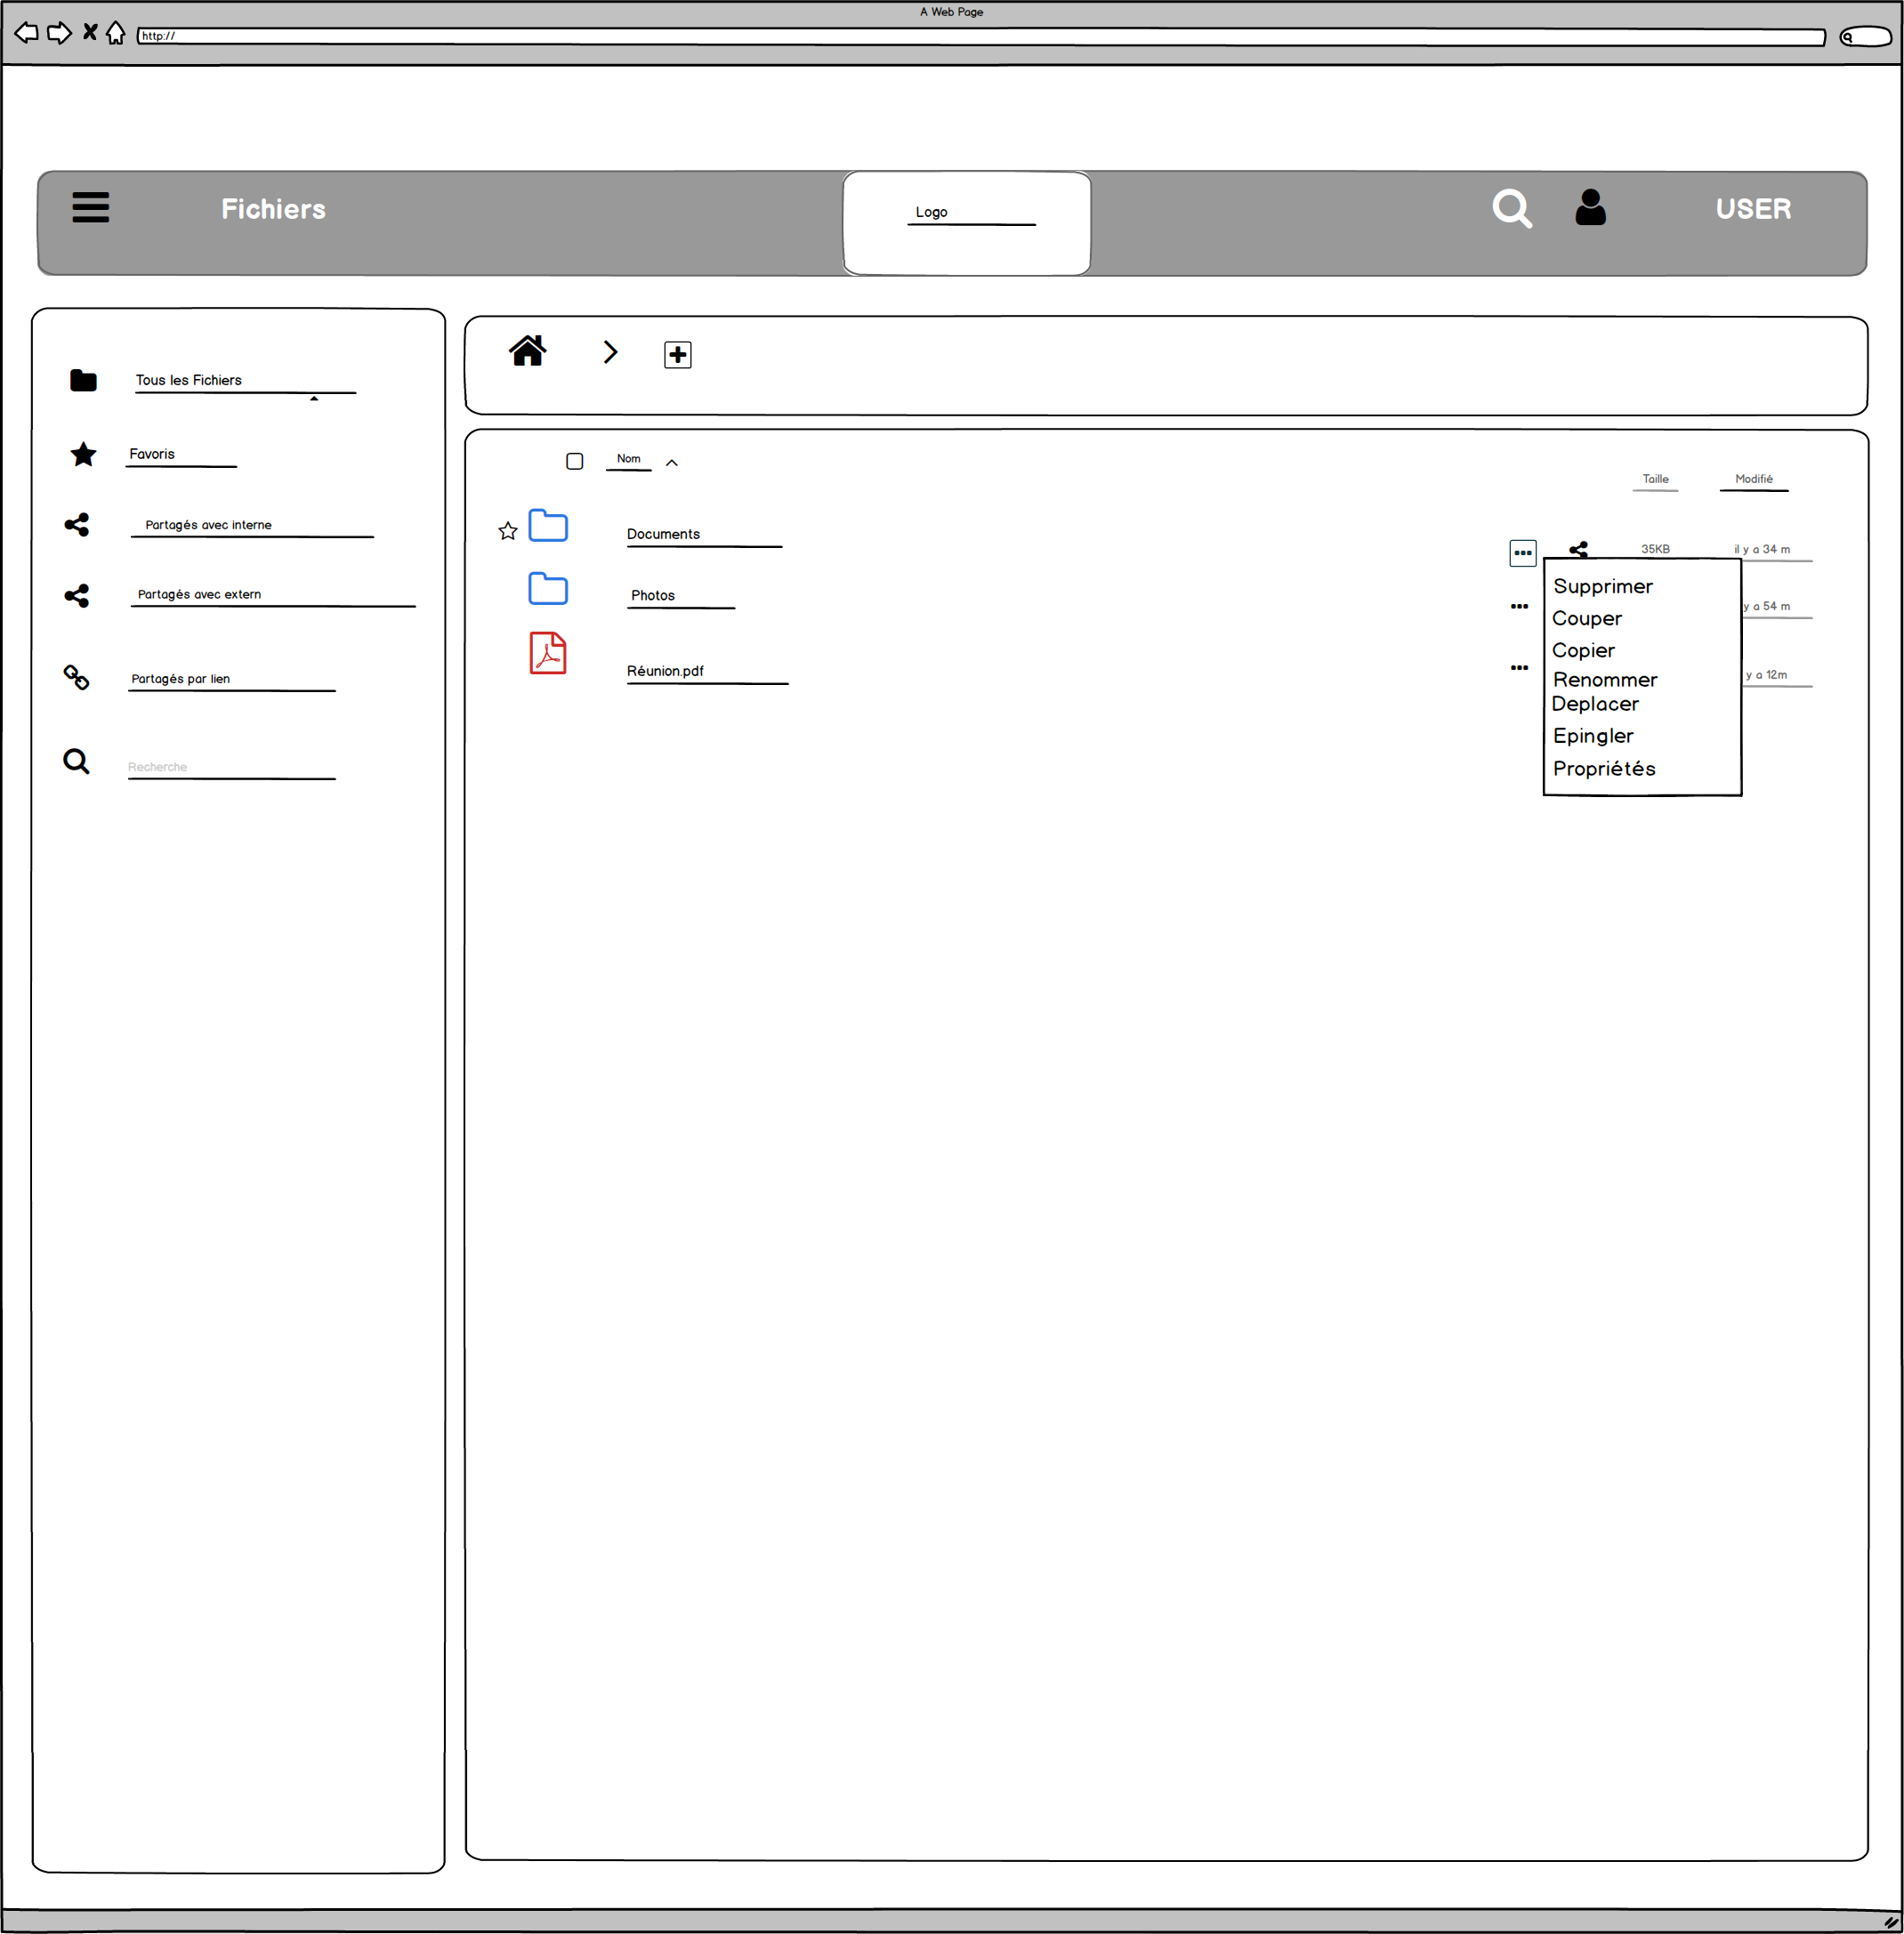 A Web Page
http://
Fichiers
Logo
USER
Tous les Fichiers
Favoris
Partagés avec interne
Partagés avec extern
Partagés par lien
Recherche
Nom
Taille
Modifié
Documents
35KB
il y a 34 m
Photos
y a 54 m
Réunion.pdf
y a 12m
Supprimer
Couper
Copier
Renommer
Deplacer
Epingler
Propriétés